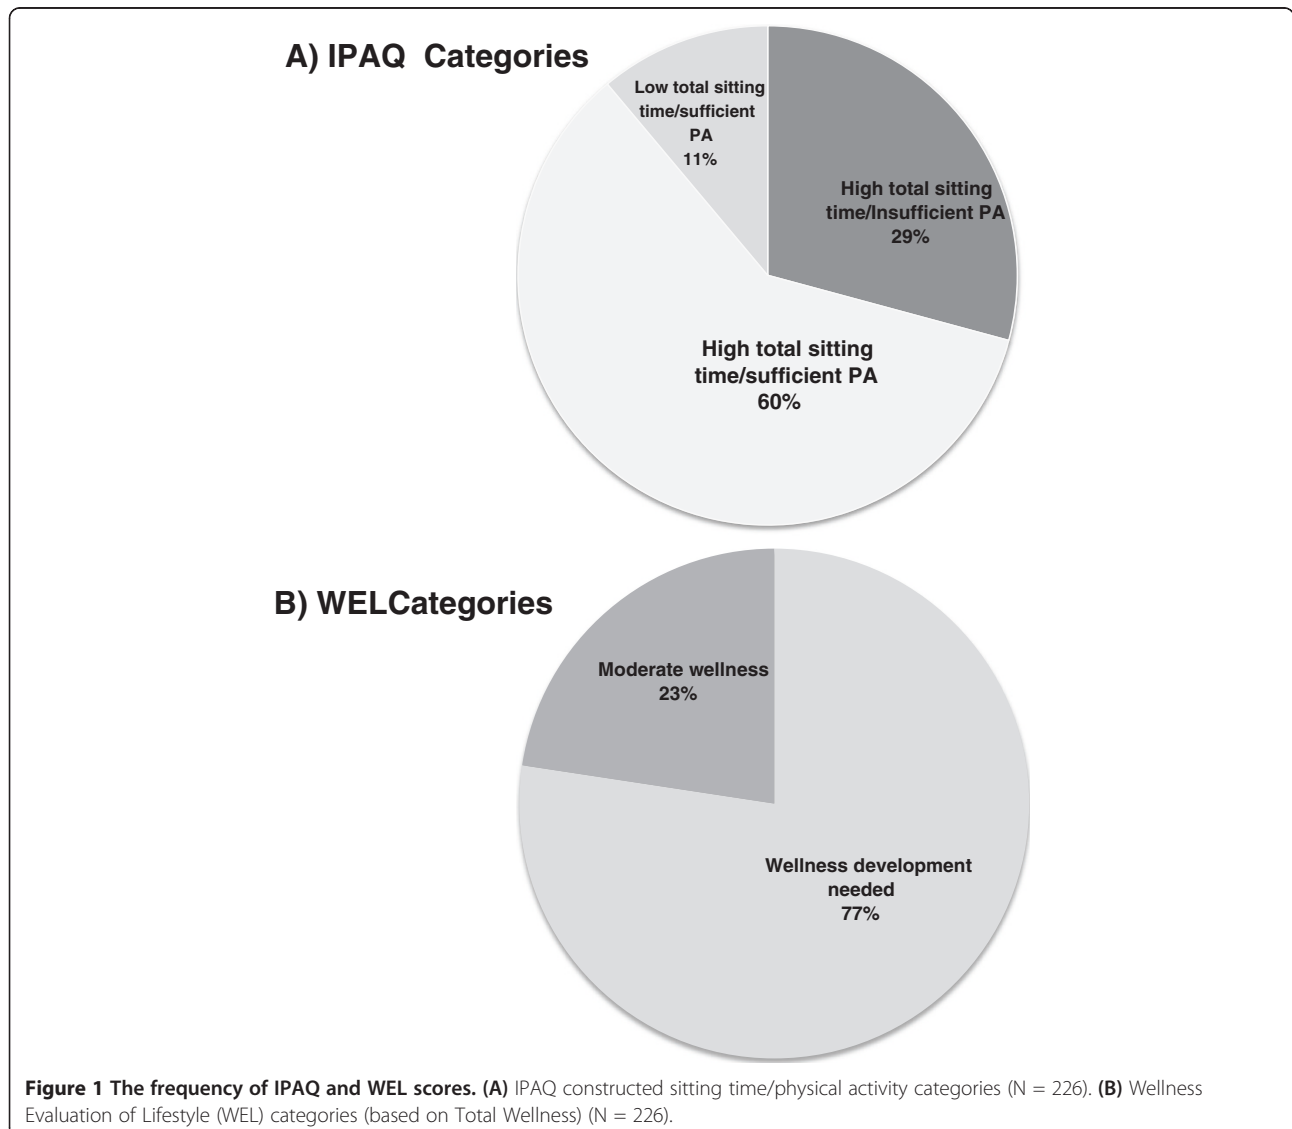 A) IPAQ  Categories
Low total sitting
time/sufficient
PA
11%
High total sitting
time/Insufficient PA
29%
High total sitting
time/sufficient PA
60%
B) WELCategories
Moderate wellness
23%
Wellness development
needed
77%
Figure 1 The frequency of IPAQ and WEL scores. (A) IPAQ constructed sitting time/physical activity categories (N = 226). (B) Wellness
Evaluation of Lifestyle (WEL) categories (based on Total Wellness) (N = 226).